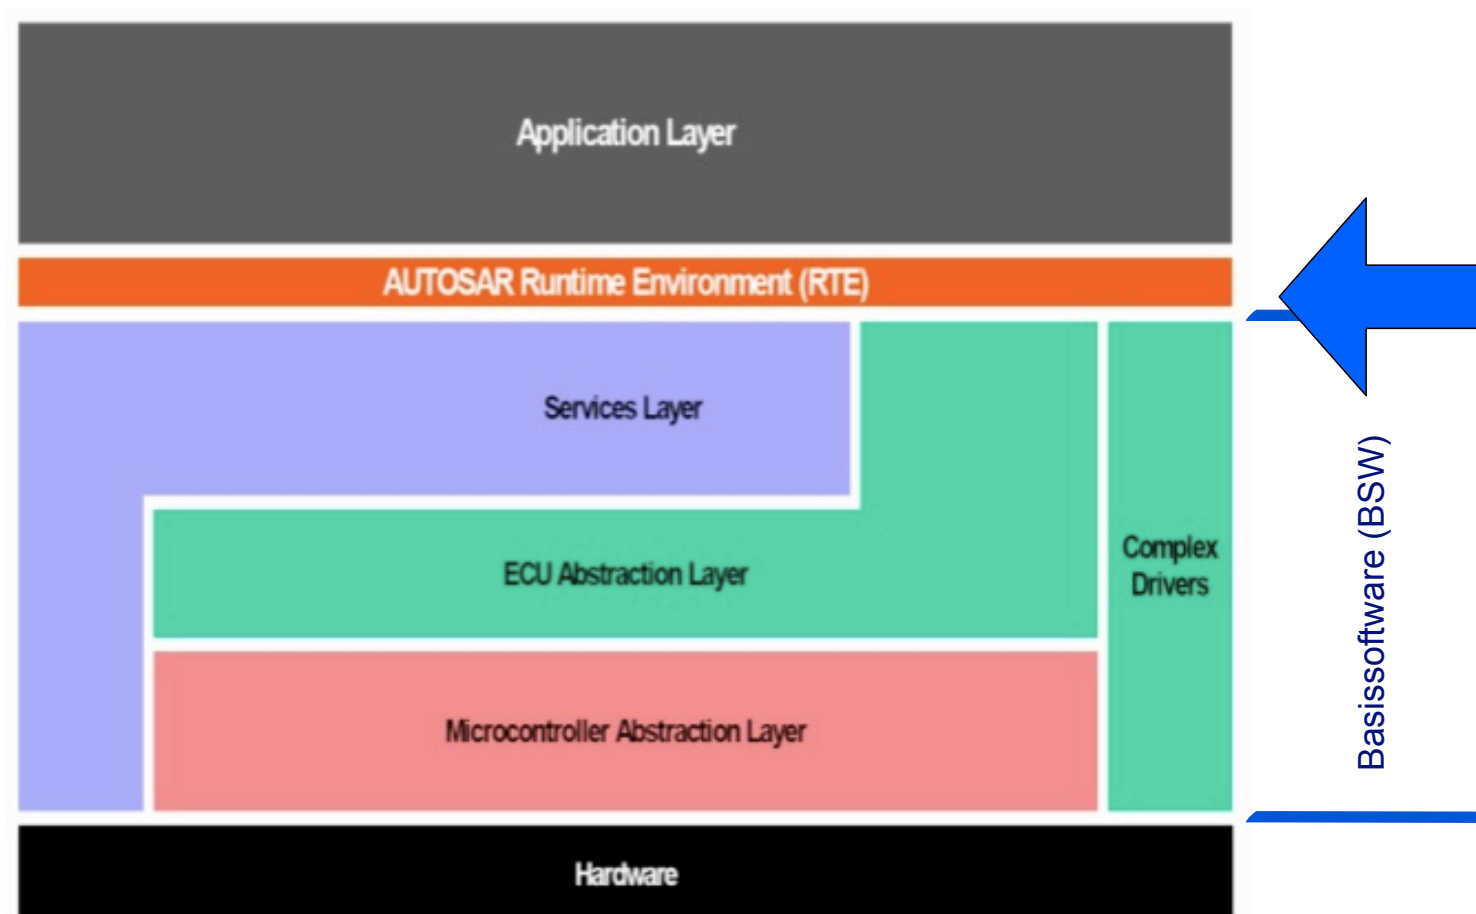 Application Layer
AUTOSAR Runtime Environment (RTE)
Services Layer
ECU Abstraction Layer
Complex
Drivers
Microcontroller Abstraction Layer
Hardware
Basissoftware (BSW)